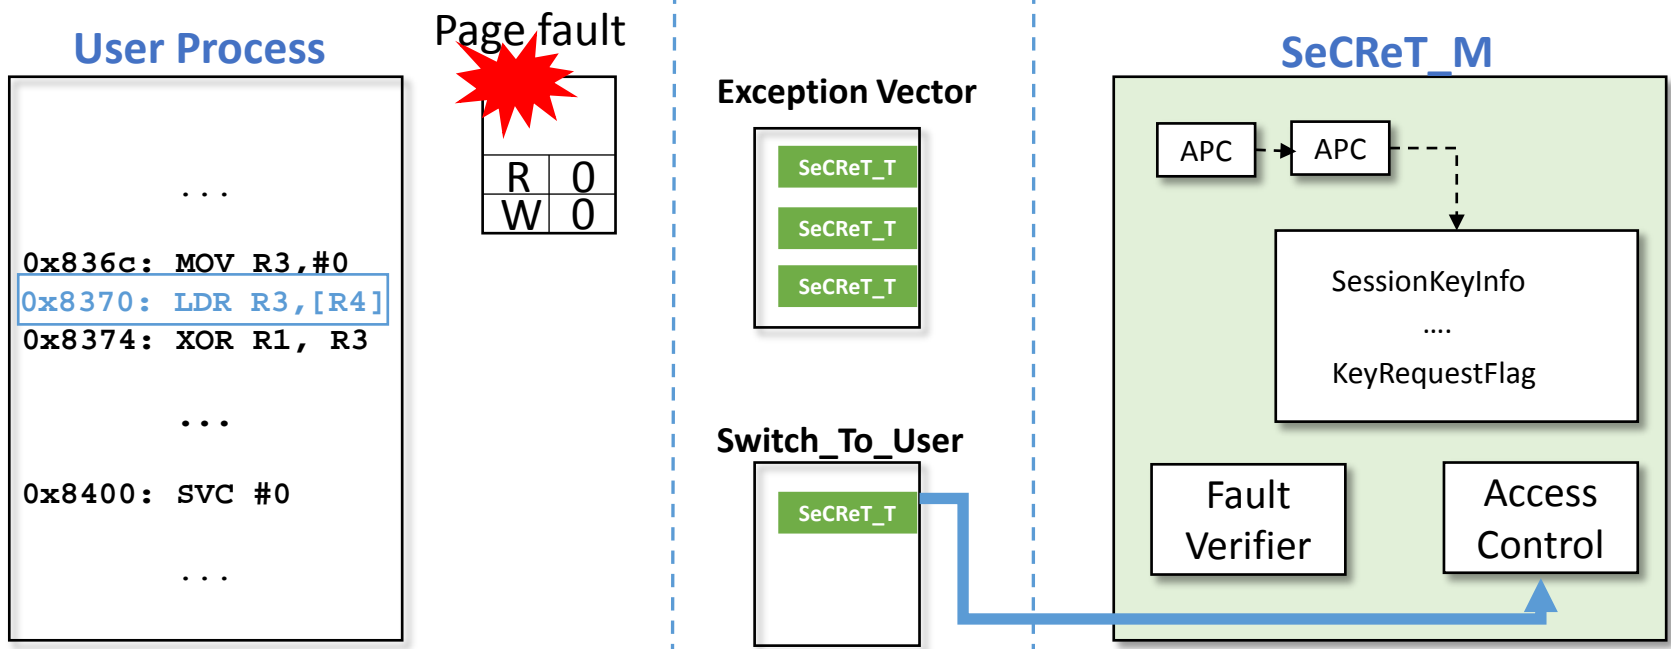 User Process
...
0x836c: MOV R3,#0
0x8370: LDR R3,[R4]
0x8374: XOR R1, R3
...
0x8400: SVC #0
...
Page fault
R 0
W 0
Exception Vector
SeCReT_T
SeCReT_T
SeCReT_T
Switch_To_User
SeCReT_T
SeCReT_M
APC
APC
SessionKeyInfo
....
KeyRequestFlag
Fault
Verifier
Access
Control